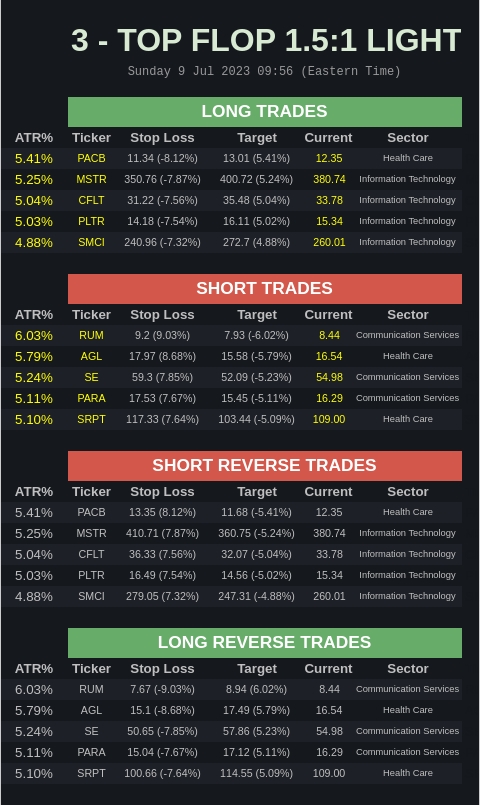 3 - TOP FLOP 1.5:1 LIGHT
Sunday 9 Jul 2023 09:56 (Eastern Time)
LONG TRADES
ATR% Ticker Stop Loss Target Current Sector
5.41% PACB 11.34 (-8.12%) 13.01 (5.41%) 12.35 Health Care
5.25% MSTR 350.76 (-7.87%) 400.72 (5.24%) 380.74 Information Technology
5.04% CFLT 31.22 (-7.56%) 35.48 (5.04%) 33.78 Information Technology
5.03% PLTR 14.18 (-7.54%) 16.11 (5.02%) 15.34 Information Technology
4.88% SMCI 240.96 (-7.32%) 272.7 (4.88%) 260.01 Information Technology
SHORT TRADES
ATR% Ticker Stop Loss Target Current Sector
6.03% RUM 9.2 (9.03%) 7.93 (-6.02%) 8.44 Communication Services
5.79% AGL 17.97 (8.68%) 15.58 (-5.79%) 16.54 Health Care
5.24% SE 59.3 (7.85%) 52.09 (-5.23%) 54.98 Communication Services
5.11% PARA 17.53 (7.67%) 15.45 (-5.11%) 16.29 Communication Services
5.10% SRPT 117.33 (7.64%) 103.44 (-5.09%) 109.00 Health Care
SHORT REVERSE TRADES
ATR% Ticker Stop Loss Target Current Sector
5.41% PACB 13.35 (8.12%) 11.68 (-5.41%) 12.35 Health Care
5.25% MSTR 410.71 (7.87%) 360.75 (-5.24%) 380.74 Information Technology
5.04% CFLT 36.33 (7.56%) 32.07 (-5.04%) 33.78 Information Technology
5.03% PLTR 16.49 (7.54%) 14.56 (-5.02%) 15.34 Information Technology
4.88% SMCI 279.05 (7.32%) 247.31 (-4.88%) 260.01 Information Technology
LONG REVERSE TRADES
ATR% Ticker Stop Loss Target Current Sector
6.03% RUM 7.67 (-9.03%) 8.94 (6.02%) 8.44 Communication Services
5.79% AGL 15.1 (-8.68%) 17.49 (5.79%) 16.54 Health Care
5.24% SE 50.65 (-7.85%) 57.86 (5.23%) 54.98 Communication Services
5.11% PARA 15.04 (-7.67%) 17.12 (5.11%) 16.29 Communication Services
5.10% SRPT 100.66 (-7.64%) 114.55 (5.09%) 109.00 Health Care